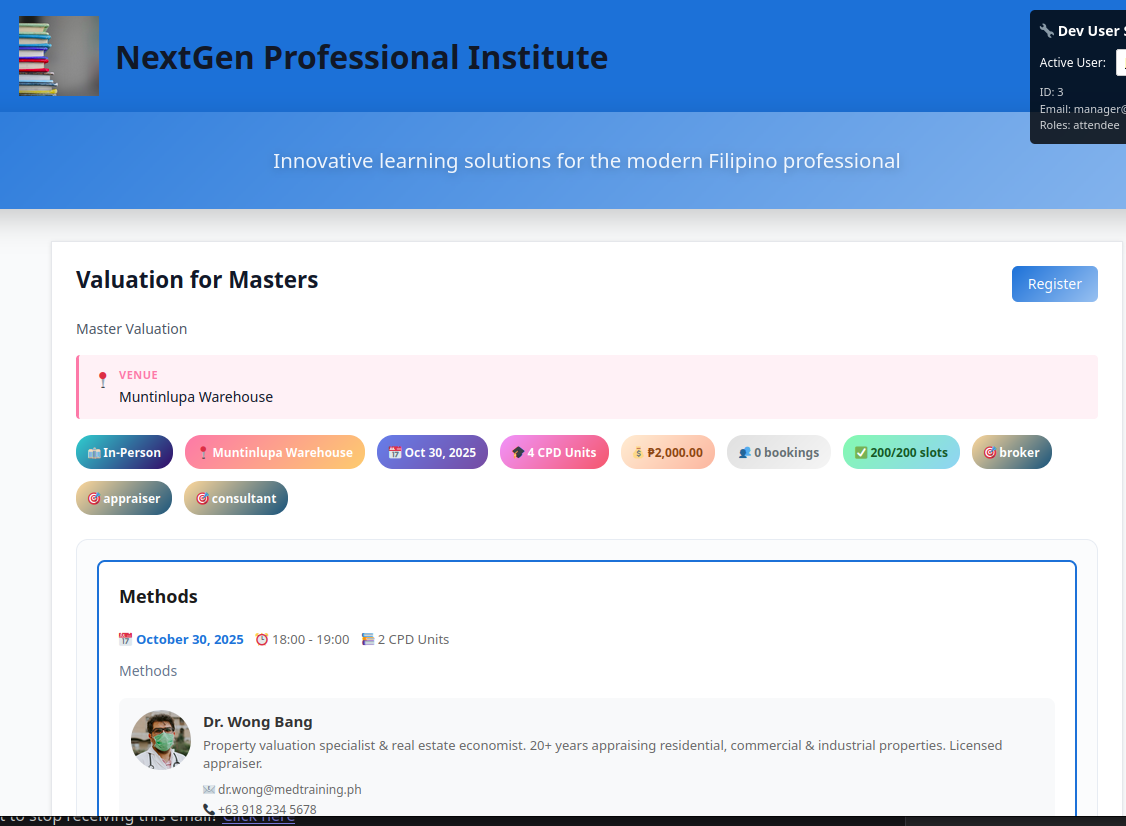 NextGen Professional Institute
Dev User
Active User:
ID: 3
Email: manager@
Roles: attendee
Innovative learning solutions for the modern Filipino professional
Valuation for Masters
Register
Master Valuation
VENUE
Muntinlupa Warehouse
In-Person
Muntinlupa Warehouse
Oct 30, 2025
4 CPD Units
₱2,000.00
0 bookings
200/200 slots
broker
appraiser
consultant
Methods
October 30, 2025 18:00 - 19:00 2 CPD Units
Methods
Dr. Wong Bang
Property valuation specialist & real estate economist. 20+ years appraising residential, commercial & industrial properties. Licensed
appraiser.
dr.wong@medtraining.ph
+63 918 234 5678
t to stop receiving this email? Click here